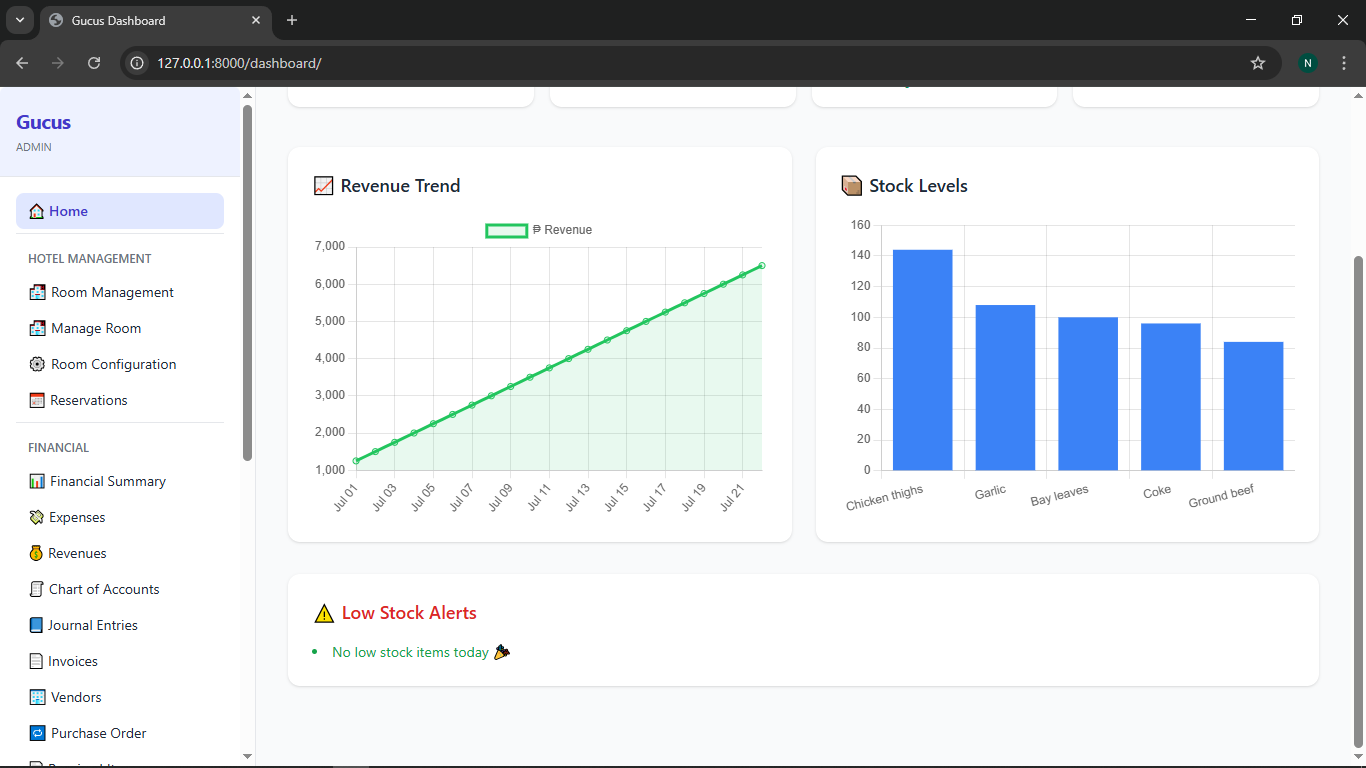 Gucus Dashboard
127.0.0.1:8000/dashboard/
N
Gucus
ADMIN
Home
HOTEL MANAGEMENT
Room Management
Manage Room
Room Configuration
Reservations
FINANCIAL
Financial Summary
Expenses
Revenues
Chart of Accounts
Journal Entries
Invoices
Vendors
Purchase Order
Revenue Trend
₱ Revenue
7,000
6,000
5,000
4,000
3,000
2,000
1,000
Jul 01 Jul 03 Jul 05 Jul 07 Jul 09 Jul 11 Jul 13 Jul 15 Jul 17 Jul 19 Jul 21
Stock Levels
160
140
120
100
80
60
40
20
0
Chicken thighs Garlic Bay leaves Coke Ground beef
Low Stock Alerts
No low stock items today